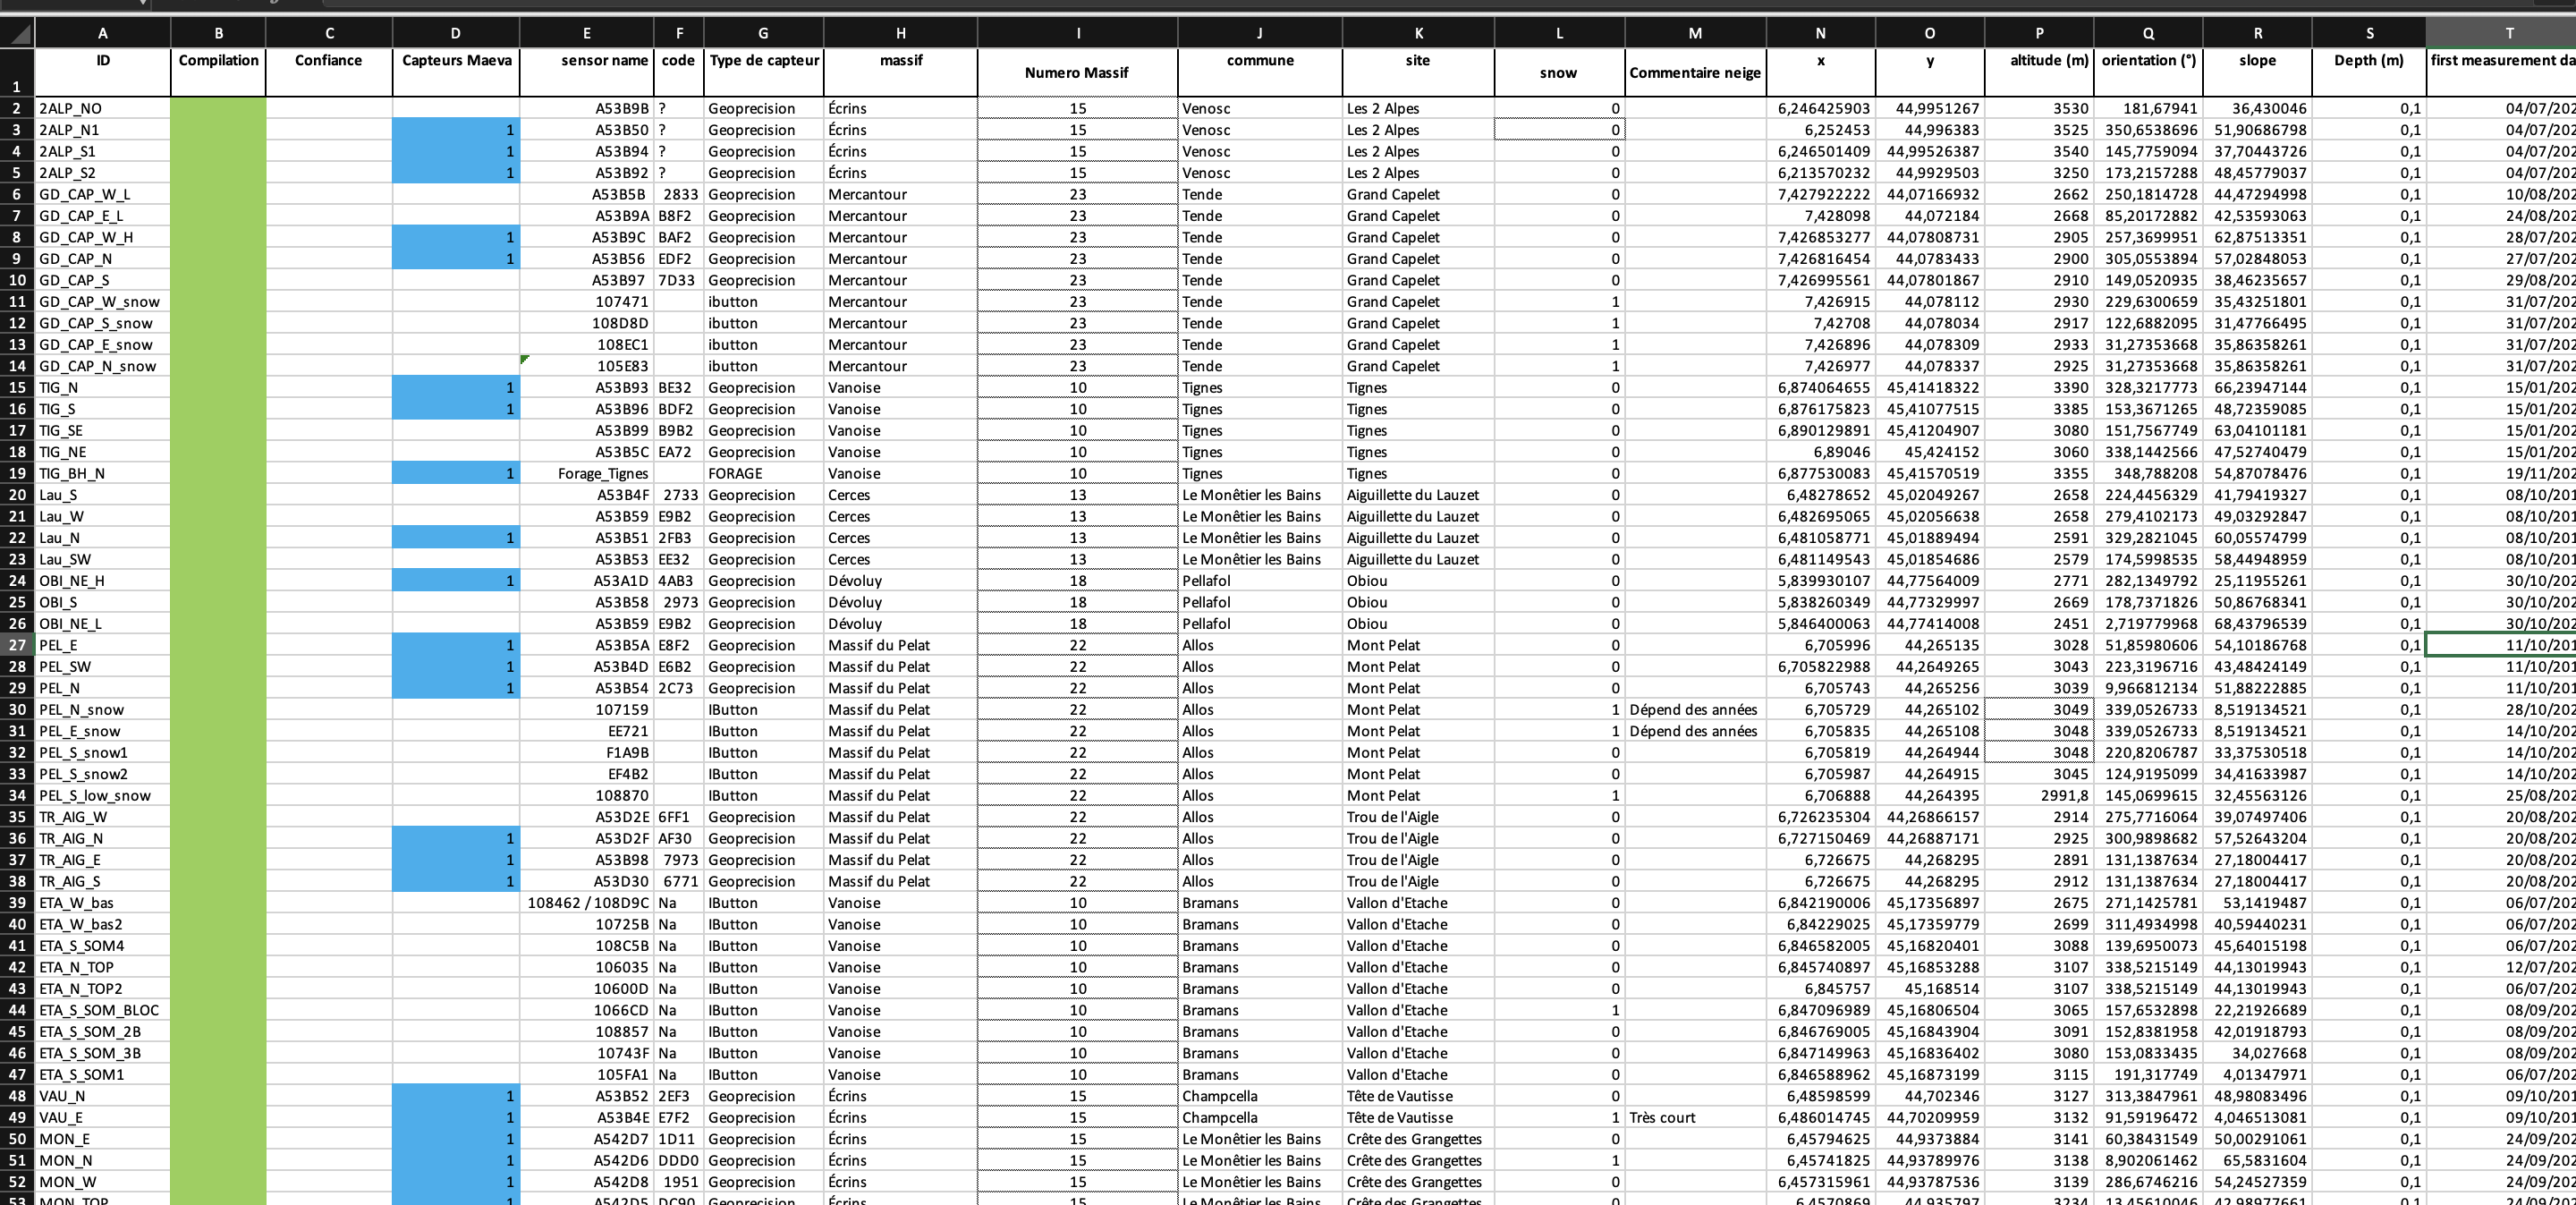 A B C D E F G H I J K L M N O P Q R S T
1 ID Compilation Confiance Capteurs Maeva sensor name code Type de capteur massif Numero Massif commune site snow Commentaire neige x y altitude (m) orientation (°) slope Depth (m) first measurement da
2 2ALP_NO A53B9B ? Geoprecision Écrins 15 Venosc Les 2 Alpes 0 6,246425903 44,9951267 3530 181,67941 36,430046 0,1 04/07/202
3 2ALP_N1 1 A53B50 ? Geoprecision Écrins 15 Venosc Les 2 Alpes 0 6,252453 44,996383 3525 350,6538696 51,90686798 0,1 04/07/202
4 2ALP_S1 1 A53B94 ? Geoprecision Écrins 15 Venosc Les 2 Alpes 0 6,246501409 44,99526387 3540 145,7759094 37,70443726 0,1 04/07/202
5 2ALP_S2 1 A53B92 ? Geoprecision Écrins 15 Venosc Les 2 Alpes 0 6,213570232 44,9929503 3250 173,2157288 48,45779037 0,1 04/07/202
6 GD_CAP_W_L A53B5B 2833 Geoprecision Mercantour 23 Tende Grand Capelet 0 7,427922222 44,07166932 2662 250,1814728 44,47294998 0,1 10/08/202
7 GD_CAP_E_L A53B9A B8F2 Geoprecision Mercantour 23 Tende Grand Capelet 0 7,428098 44,072184 2668 85,20172882 42,53593063 0,1 24/08/202
8 GD_CAP_W_H 1 A53B9C BAF2 Geoprecision Mercantour 23 Tende Grand Capelet 0 7,426853277 44,07808731 2905 257,3699951 62,87513351 0,1 28/07/202
9 GD_CAP_N 1 A53B56 EDF2 Geoprecision Mercantour 23 Tende Grand Capelet 0 7,426816454 44,0783433 2900 305,0553894 57,02848053 0,1 27/07/202
10 GD_CAP_S A53B97 7D33 Geoprecision Mercantour 23 Tende Grand Capelet 0 7,426995561 44,07801867 2910 149,0520935 38,46235657 0,1 29/08/202
11 GD_CAP_W_snow 107471 ibutton Mercantour 23 Tende Grand Capelet 1 7,426915 44,078112 2930 229,6300659 35,43251801 0,1 31/07/202
12 GD_CAP_S_snow 108D8D ibutton Mercantour 23 Tende Grand Capelet 1 7,42708 44,078034 2917 122,6882095 31,47766495 0,1 31/07/202
13 GD_CAP_E_snow 108EC1 ibutton Mercantour 23 Tende Grand Capelet 1 7,426896 44,078309 2933 31,27353668 35,86358261 0,1 31/07/202
14 GD_CAP_N_snow 105E83 ibutton Mercantour 23 Tende Grand Capelet 1 7,426977 44,078337 2925 31,27353668 35,86358261 0,1 31/07/202
15 TIG_N 1 A53B93 BE32 Geoprecision Vanoise 10 Tignes Tignes 0 6,874064655 45,41418322 3390 328,3217773 66,23947144 0,1 15/01/202
16 TIG_S 1 A53B96 BDF2 Geoprecision Vanoise 10 Tignes Tignes 0 6,876175823 45,41077515 3385 153,3671265 48,72359085 0,1 15/01/202
17 TIG_SE A53B99 B9B2 Geoprecision Vanoise 10 Tignes Tignes 0 6,890129891 45,41204907 3080 151,7567749 63,04101181 0,1 15/01/202
18 TIG_NE A53B5C EA72 Geoprecision Vanoise 10 Tignes Tignes 0 6,89046 45,424152 3060 338,1442566 47,52740479 0,1 15/01/202
19 TIG_BH_N 1 Forage_Tignes FORAGE Vanoise 10 Tignes Tignes 0 6,877530083 45,41570519 3355 348,788208 54,87078476 0,1 19/11/202
20 Lau_S A53B4F 2733 Geoprecision Cerces 13 Le Monêtier les Bains Aiguillette du Lauzet 0 6,48278652 45,02049267 2658 224,4456329 41,79419327 0,1 08/10/201
21 Lau_W A53B59 E9B2 Geoprecision Cerces 13 Le Monêtier les Bains Aiguillette du Lauzet 0 6,482695065 45,02056638 2658 279,4102173 49,03292847 0,1 08/10/201
22 Lau_N 1 A53B51 2FB3 Geoprecision Cerces 13 Le Monêtier les Bains Aiguillette du Lauzet 0 6,481058771 45,01889494 2591 329,2821045 60,05574799 0,1 08/10/201
23 Lau_SW A53B53 EE32 Geoprecision Cerces 13 Le Monêtier les Bains Aiguillette du Lauzet 0 6,481149543 45,01854686 2579 174,5998535 58,44948959 0,1 08/10/201
24 OBI_NE_H 1 A53A1D 4AB3 Geoprecision Dévoluy 18 Pellafol Obiou 0 5,839930107 44,77564009 2771 282,1349792 25,11955261 0,1 30/10/202
25 OBI_S A53B58 2973 Geoprecision Dévoluy 18 Pellafol Obiou 0 5,838260349 44,77329997 2669 178,7371826 50,86768341 0,1 30/10/202
26 OBI_NE_L A53B59 E9B2 Geoprecision Dévoluy 18 Pellafol Obiou 0 5,846400063 44,77414008 2451 2,719779968 68,43796539 0,1 30/10/202
27 PEL_E 1 A53B5A E8F2 Geoprecision Massif du Pelat 22 Allos Mont Pelat 0 6,705996 44,265135 3028 51,85980606 54,10186768 0,1 11/10/201
28 PEL_SW 1 A53B4D E6B2 Geoprecision Massif du Pelat 22 Allos Mont Pelat 0 6,705822988 44,2649265 3043 223,3196716 43,48424149 0,1 11/10/201
29 PEL_N 1 A53B54 2C73 Geoprecision Massif du Pelat 22 Allos Mont Pelat 0 6,705743 44,265256 3039 9,966812134 51,88222885 0,1 11/10/201
30 PEL_N_snow 107159 IButton Massif du Pelat 22 Allos Mont Pelat 1 Dépend des années 6,705729 44,265102 3049 339,0526733 8,519134521 0,1 28/10/202
31 PEL_E_snow EE721 IButton Massif du Pelat 22 Allos Mont Pelat 1 Dépend des années 6,705835 44,265108 3048 339,0526733 8,519134521 0,1 14/10/202
32 PEL_S_snow1 F1A9B IButton Massif du Pelat 22 Allos Mont Pelat 0 6,705819 44,264944 3048 220,8206787 33,37530518 0,1 14/10/202
33 PEL_S_snow2 EF4B2 IButton Massif du Pelat 22 Allos Mont Pelat 0 6,705987 44,264915 3045 124,9195099 34,41633987 0,1 14/10/202
34 PEL_S_low_snow 108870 IButton Massif du Pelat 22 Allos Mont Pelat 1 6,706888 44,264395 2991,8 145,0699615 32,45563126 0,1 25/08/202
35 TR_AIG_W A53D2E 6FF1 Geoprecision Massif du Pelat 22 Allos Trou de l'Aigle 0 6,726235304 44,26866157 2914 275,7716064 39,07497406 0,1 20/08/202
36 TR_AIG_N 1 A53D2F AF30 Geoprecision Massif du Pelat 22 Allos Trou de l'Aigle 0 6,727150469 44,26887171 2925 300,9898682 57,52643204 0,1 20/08/202
37 TR_AIG_E 1 A53B98 7973 Geoprecision Massif du Pelat 22 Allos Trou de l'Aigle 0 6,726675 44,268295 2891 131,1387634 27,18004417 0,1 20/08/202
38 TR_AIG_S 1 A53D30 6771 Geoprecision Massif du Pelat 22 Allos Trou de l'Aigle 0 6,726675 44,268295 2912 131,1387634 27,18004417 0,1 20/08/202
39 ETA_W_bas 108462 / 108D9C Na IButton Vanoise 10 Bramans Vallon d'Etache 0 6,842190006 45,17356897 2675 271,1425781 53,1419487 0,1 06/07/202
40 ETA_W_bas2 10725B Na IButton Vanoise 10 Bramans Vallon d'Etache 0 6,84229025 45,17359779 2699 311,4934998 40,59440231 0,1 06/07/202
41 ETA_S_SOM4 108C5B Na IButton Vanoise 10 Bramans Vallon d'Etache 0 6,846582005 45,16820401 3088 139,6950073 45,64015198 0,1 06/07/202
42 ETA_N_TOP 106035 Na IButton Vanoise 10 Bramans Vallon d'Etache 0 6,845740897 45,16853288 3107 338,5215149 44,13019943 0,1 12/07/202
43 ETA_N_TOP2 10600D Na IButton Vanoise 10 Bramans Vallon d'Etache 0 6,845757 45,168514 3107 338,5215149 44,13019943 0,1 06/07/202
44 ETA_S_SOM_BLOC 1066CD Na IButton Vanoise 10 Bramans Vallon d'Etache 1 6,847096989 45,16806504 3065 157,6532898 22,21926689 0,1 08/09/202
45 ETA_S_SOM_2B 108857 Na IButton Vanoise 10 Bramans Vallon d'Etache 0 6,846769005 45,16843904 3091 152,8381958 42,01918793 0,1 08/09/202
46 ETA_S_SOM_3B 10743F Na IButton Vanoise 10 Bramans Vallon d'Etache 0 6,847149963 45,16836402 3080 153,0833435 34,027668 0,1 08/09/202
47 ETA_S_SOM1 105FA1 Na IButton Vanoise 10 Bramans Vallon d'Etache 0 6,846588962 45,16873199 3115 191,317749 4,01347971 0,1 06/07/202
48 VAU_N 1 A53B52 2EF3 Geoprecision Écrins 15 Champcella Tête de Vautisse 0 6,48598599 44,702346 3127 313,3847961 48,98083496 0,1 09/10/201
49 VAU_E 1 A53B4E E7F2 Geoprecision Écrins 15 Champcella Tête de Vautisse 1 Très court 6,486014745 44,70209959 3132 91,59196472 4,046513081 0,1 09/10/201
50 MON_E 1 A542D7 1D11 Geoprecision Écrins 15 Le Monêtier les Bains Crête des Grangettes 0 6,45794625 44,9373884 3141 60,38431549 50,00291061 0,1 24/09/202
51 MON_N 1 A542D6 DDD0 Geoprecision Écrins 15 Le Monêtier les Bains Crête des Grangettes 1 6,45741825 44,93789976 3138 8,902061462 65,5831604 0,1 24/09/202
52 MON_W 1 A542D8 1951 Geoprecision Écrins 15 Le Monêtier les Bains Crête des Grangettes 0 6,457315961 44,93787536 3139 286,6746216 54,24527359 0,1 24/09/202
53 MON_TOP 1 A542D5 DC90 Geoprecision Écrins 15 Le Monêtier les Bains Crête des Grangettes 0 6,4570869 44,935797 3234 13,45610046 42,98977661 0,1 24/09/202